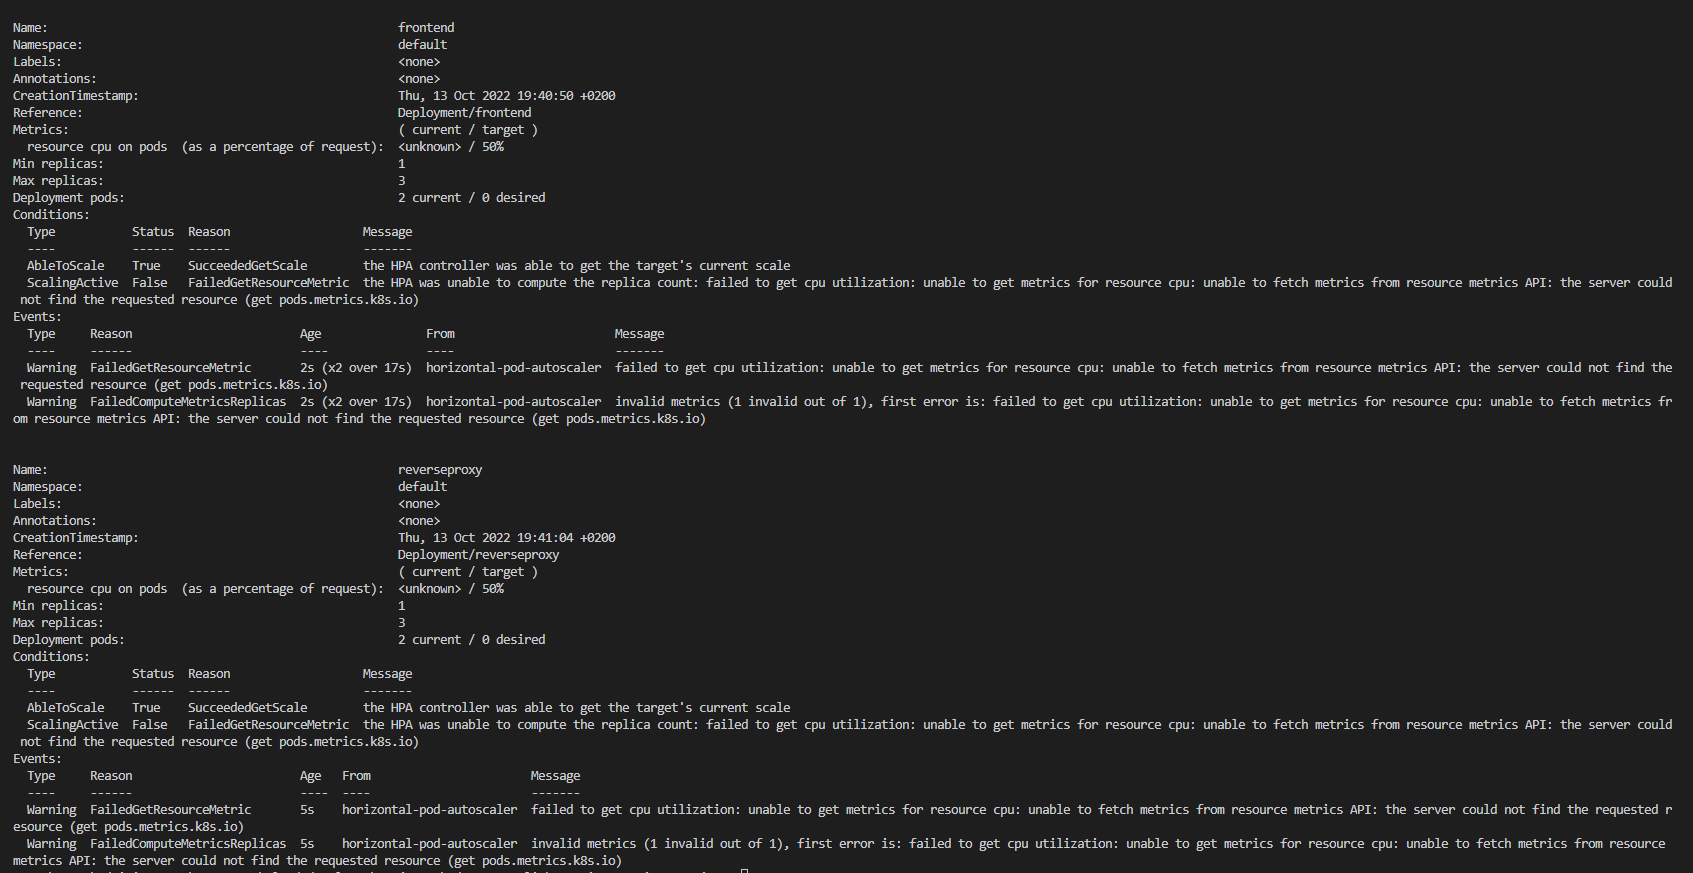 Name: frontend
Namespace: default
Labels: <none>
Annotations: <none>
CreationTimestamp: Thu, 13 Oct 2022 19:40:50 +0200
Reference: Deployment/frontend
Metrics: ( current / target )
resource cpu on pods (as a percentage of request): <unknown> / 50%
Min replicas: 1
Max replicas: 3
Deployment pods: 2 current / 0 desired
Conditions:
Type Status Reason Message
---- ------ ------ -------
AbleToScale True SucceededGetScale the HPA controller was able to get the target's current scale
ScalingActive False FailedGetResourceMetric the HPA was unable to compute the replica count: failed to get cpu utilization: unable to get metrics for resource cpu: unable to fetch metrics from resource metrics API: the server could
not find the requested resource (get pods.metrics.k8s.io)
Events:
Type Reason Age From Message
---- ------ ---- ---- -------
Warning FailedGetResourceMetric 2s (x2 over 17s) horizontal-pod-autoscaler failed to get cpu utilization: unable to get metrics for resource cpu: unable to fetch metrics from resource metrics API: the server could not find the
requested resource (get pods.metrics.k8s.io)
Warning FailedComputeMetricsReplicas 2s (x2 over 17s) horizontal-pod-autoscaler invalid metrics (1 invalid out of 1), first error is: failed to get cpu utilization: unable to get metrics for resource cpu: unable to fetch metrics fr
om resource metrics API: the server could not find the requested resource (get pods.metrics.k8s.io)
Name: reverseproxy
Namespace: default
Labels: <none>
Annotations: <none>
CreationTimestamp: Thu, 13 Oct 2022 19:41:04 +0200
Reference: Deployment/reverseproxy
Metrics: ( current / target )
resource cpu on pods (as a percentage of request): <unknown> / 50%
Min replicas: 1
Max replicas: 3
Deployment pods: 2 current / 0 desired
Conditions:
Type Status Reason Message
---- ------ ------ -------
AbleToScale True SucceededGetScale the HPA controller was able to get the target's current scale
ScalingActive False FailedGetResourceMetric the HPA was unable to compute the replica count: failed to get cpu utilization: unable to get metrics for resource cpu: unable to fetch metrics from resource metrics API: the server could
not find the requested resource (get pods.metrics.k8s.io)
Events:
Type Reason Age From Message
---- ------ ---- ---- -------
Warning FailedGetResourceMetric 5s horizontal-pod-autoscaler failed to get cpu utilization: unable to get metrics for resource cpu: unable to fetch metrics from resource metrics API: the server could not find the requested r
esource (get pods.metrics.k8s.io)
Warning FailedComputeMetricsReplicas 5s horizontal-pod-autoscaler invalid metrics (1 invalid out of 1), first error is: failed to get cpu utilization: unable to get metrics for resource cpu: unable to fetch metrics from resource
metrics API: the server could not find the requested resource (get pods.metrics.k8s.io)